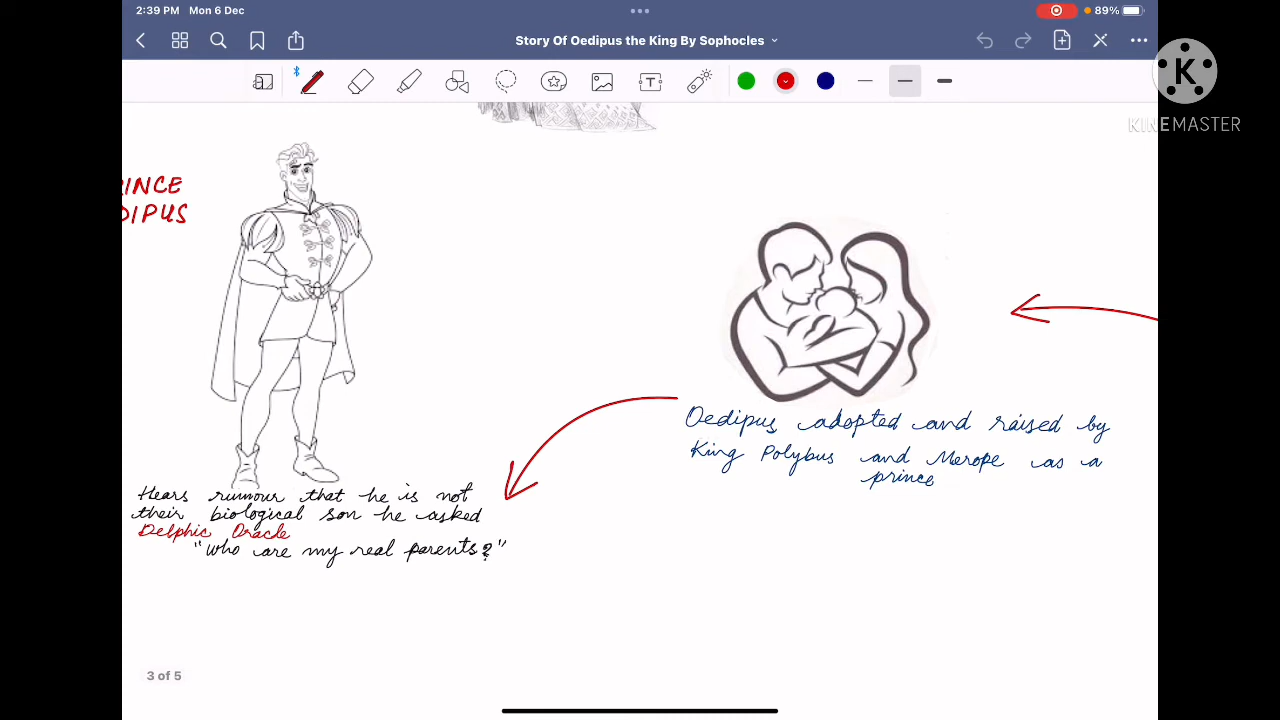 2:39 PM Mon 6 Dec
89%
Story Of Oedipus the King By Sophocles
K
KINEMASTER
RINCE
DIPUS
Oedipus adopted and raised by
King Polybus and Merope as a
prince
Hears rumour that he is not
their biological son he asked
Delphic Oracle
"Who are my real parents?"
3 of 5